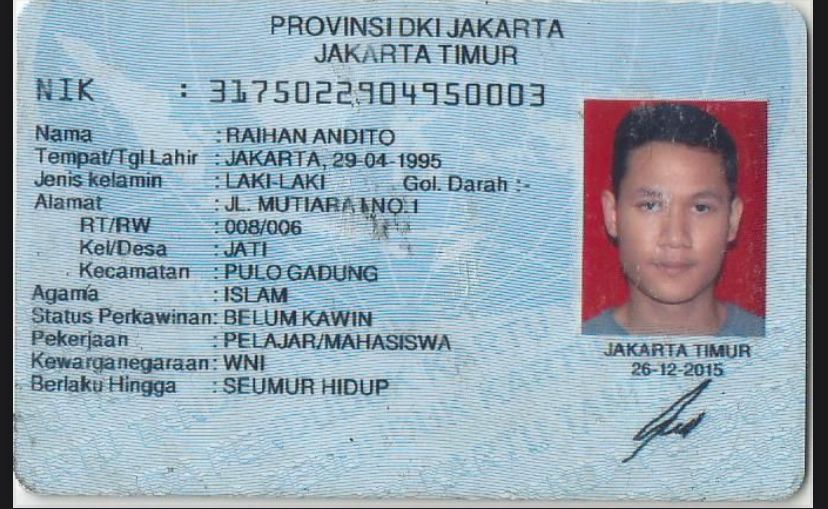 PROVINSI DKI JAKARTA
JAKARTA TIMUR
NIK : 3175022904950003
Nama : RAIHAN ANDITO
Tempat/Tgl Lahir : JAKARTA, 29-04-1995
Jenis kelamin : LAKI-LAKI Gol. Darah :-
Alamat : JL. MUTIARA I NO.1
RT/RW : 008/006
Kel/Desa : JATI
Kecamatan : PULO GADUNG
Agama : ISLAM
Status Perkawinan: BELUM KAWIN
Pekerjaan : PELAJAR/MAHASISWA
Kewarganegaraan: WNI
Berlaku Hingga : SEUMUR HIDUP
JAKARTA TIMUR
26-12-2015